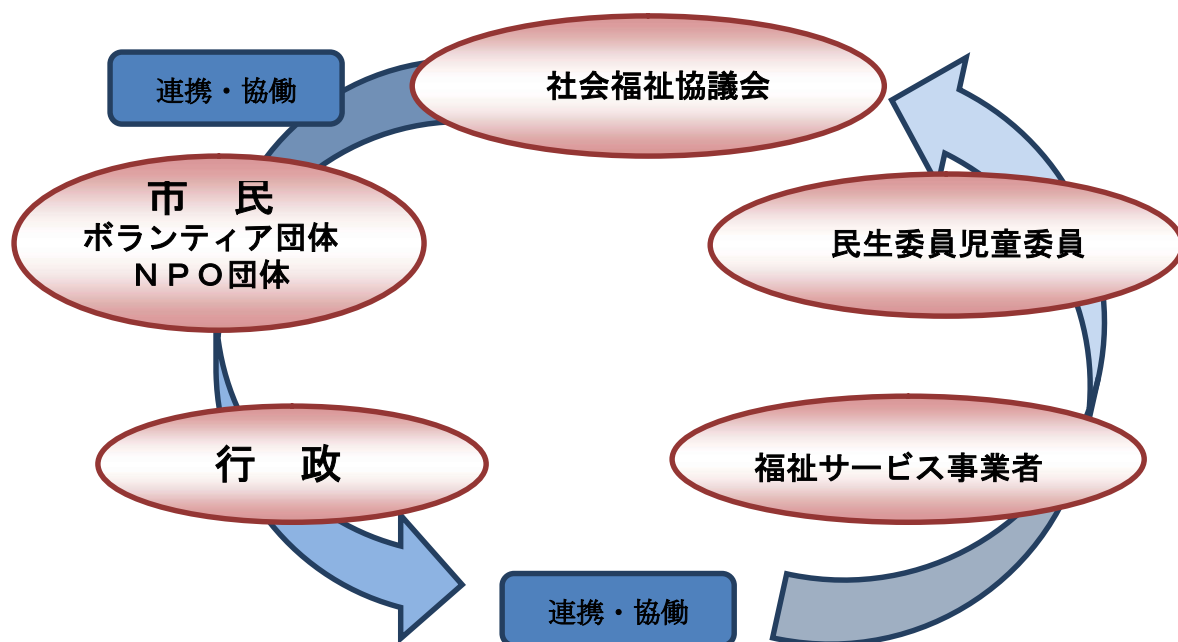 連携・協働
社会福祉協議会
市　民
ボランティア団体
ＮＰＯ団体
民生委員児童委員
行　政
福祉サービス事業者
連携・協働